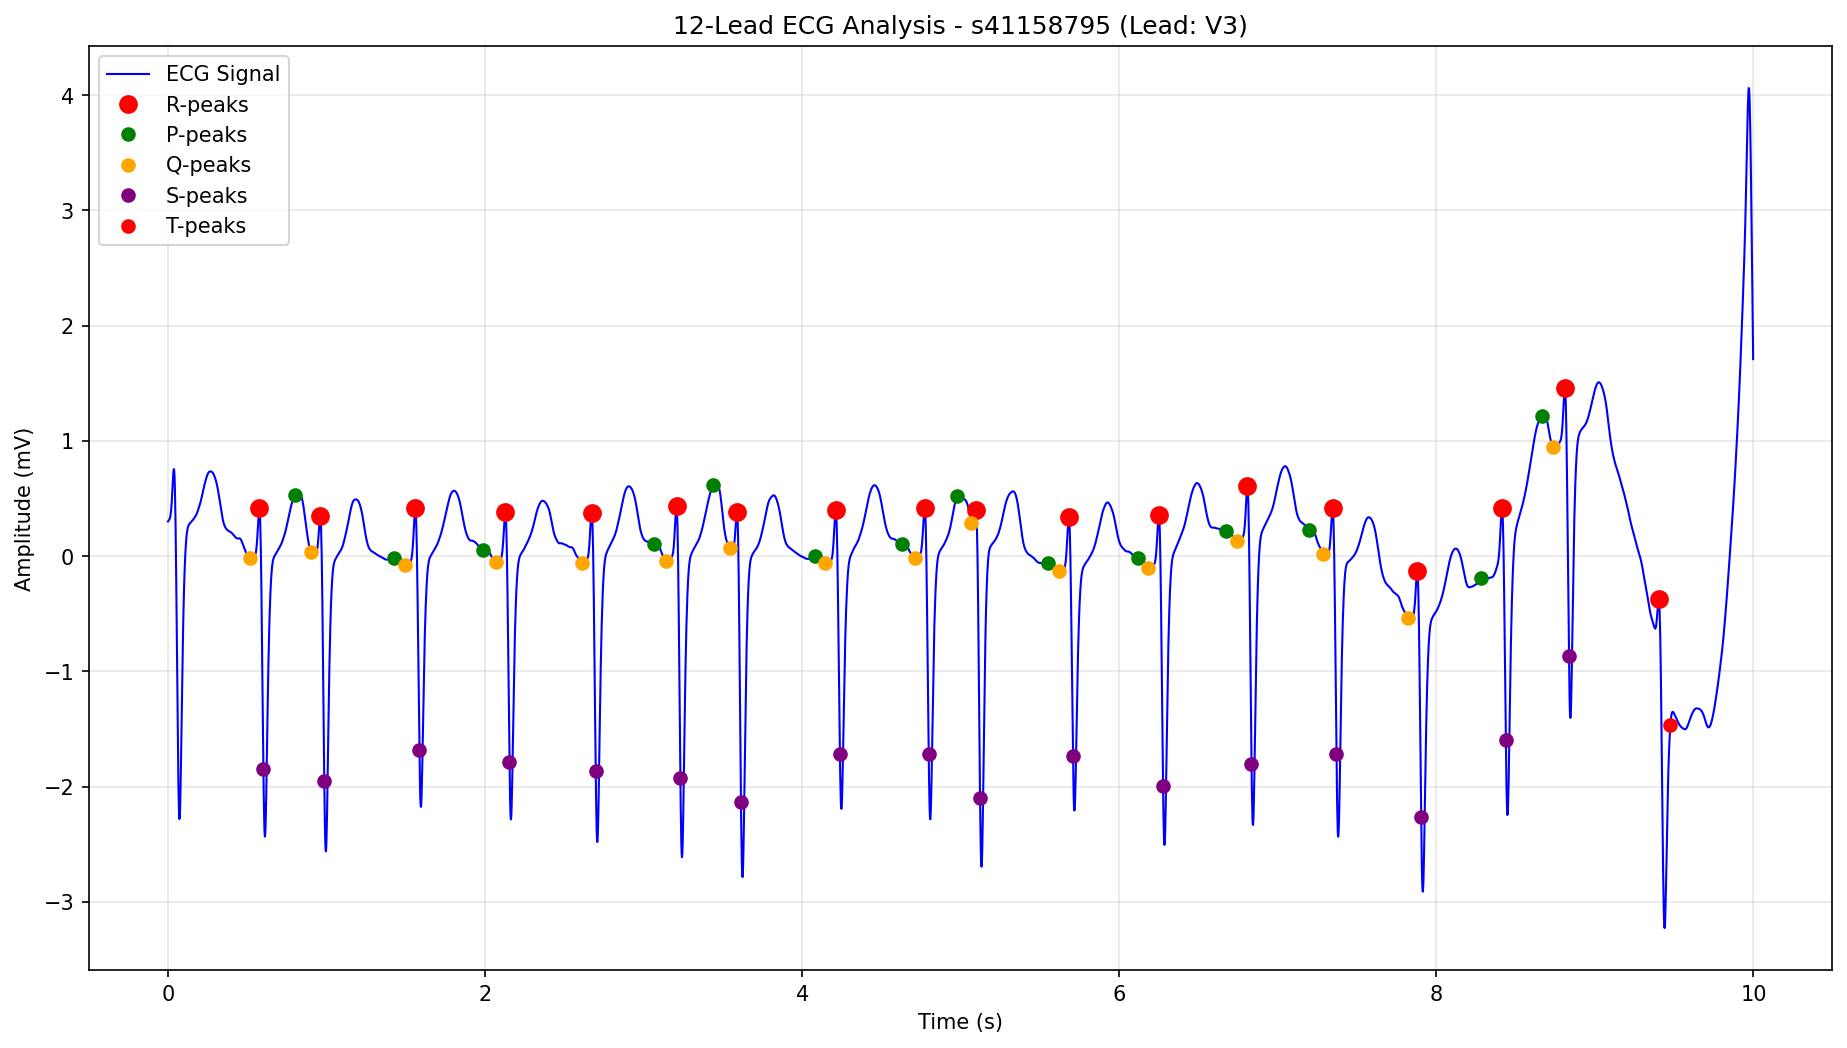 12-Lead ECG Analysis - s41158795 (Lead: V3)
ECG Signal
R-peaks
P-peaks
Q-peaks
S-peaks
T-peaks
Amplitude (mV)
4
3
2
1
0
−1
−2
−3
0
2
4
6
8
10
Time (s)